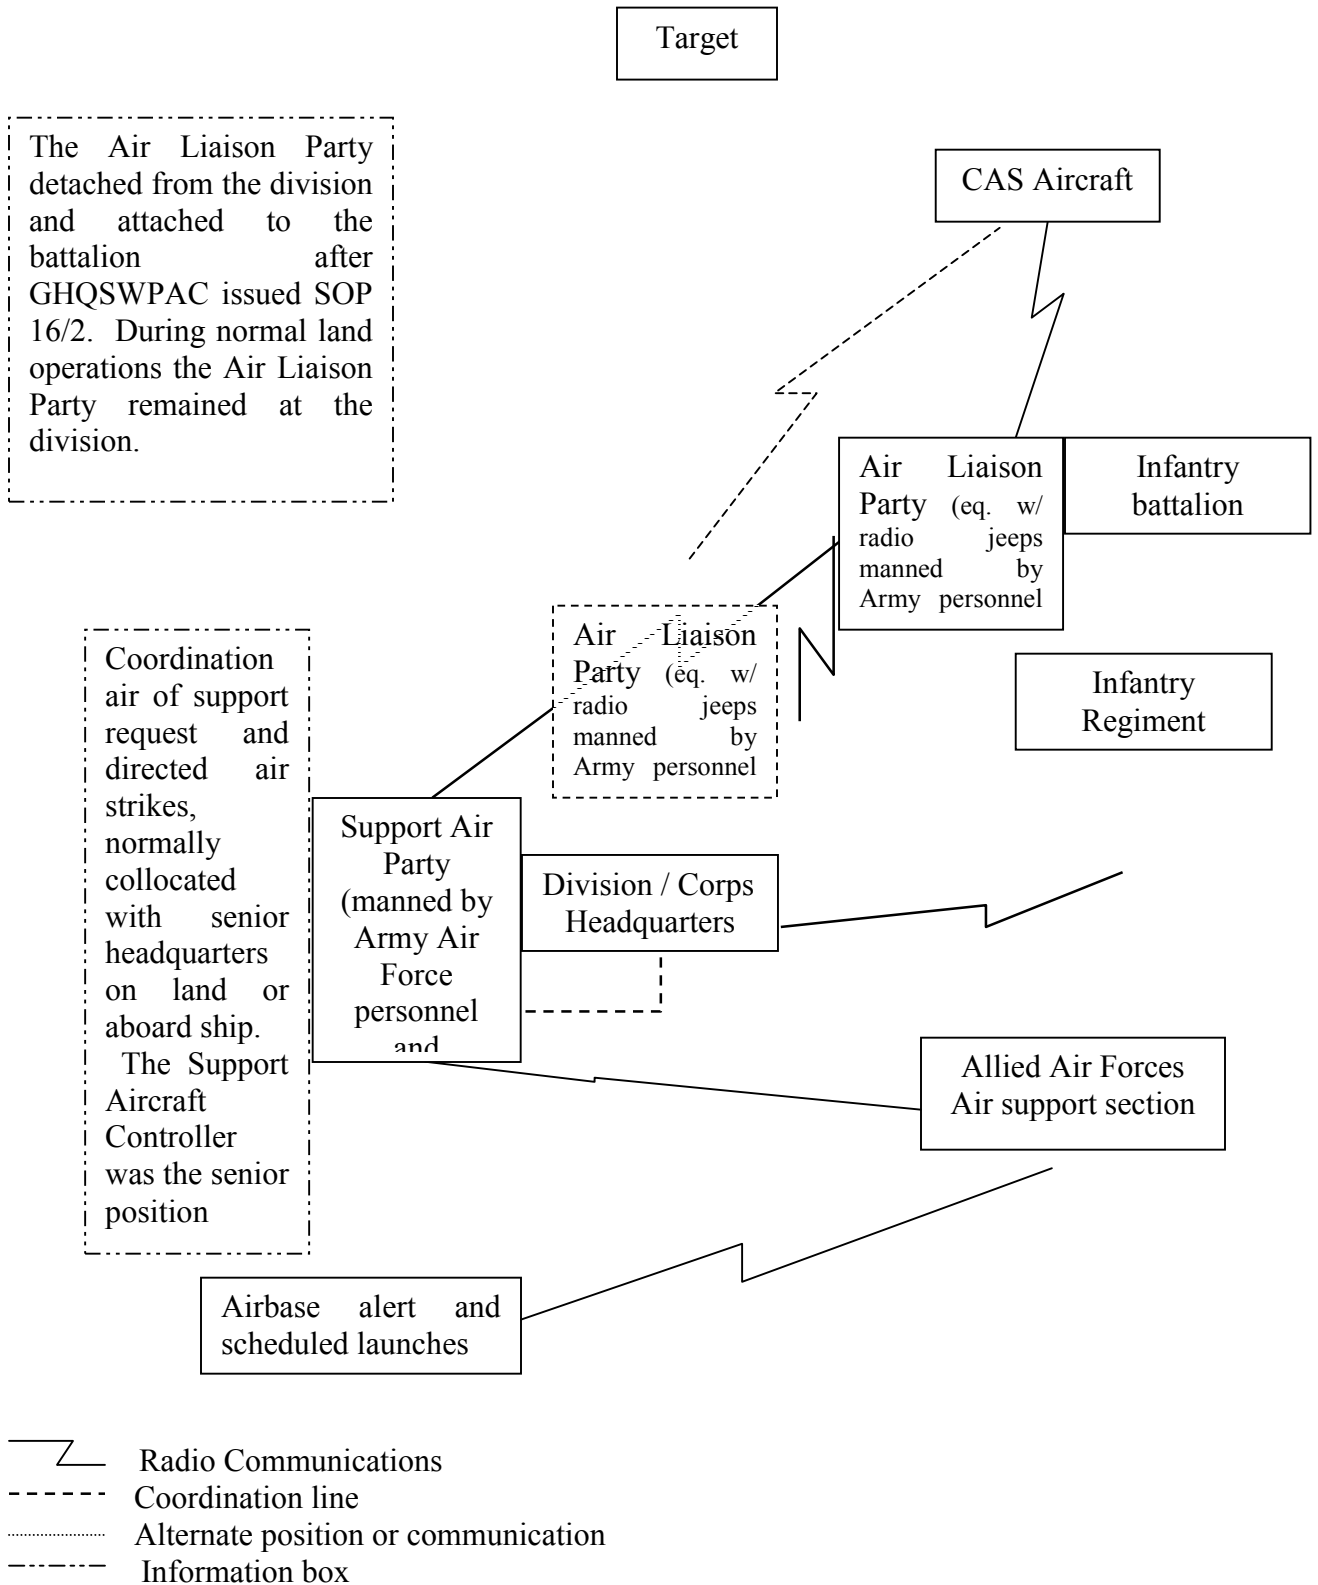 Target
The Air Liaison Party
detached from the division
and attached to the
battalion after
GHQSWPAC issued SOP
16/2. During normal land
operations the Air Liaison
Party remained at the
division.
CAS Aircraft
Air Liaison
Party (eq. w/
radio jeeps
manned by
Army personnel
Infantry
battalion
Air Liaison
Party (eq. w/
radio jeeps
manned by
Army personnel
Infantry
Regiment
Coordination
air of support
request and
directed air
strikes,
normally
collocated
with senior
headquarters
on land or
aboard ship.
The Support
Aircraft
Controller
was the senior
position
Support Air
Party
(manned by
Army Air
Force
personnel
and
Division / Corps
Headquarters
Allied Air Forces
Air support section
Airbase alert and
scheduled launches
Radio Communications
Coordination line
Alternate position or communication
Information box